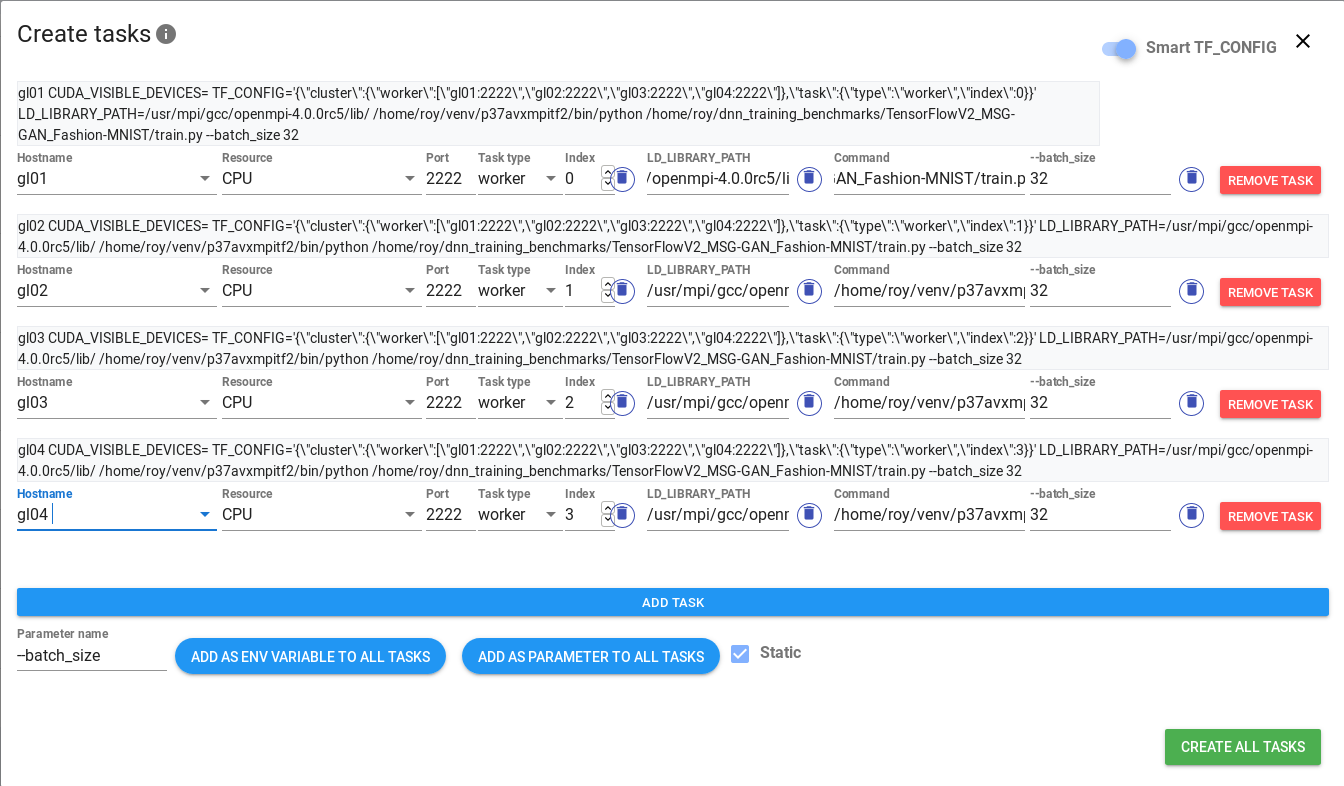 Create tasks
Smart TF_CONFIG
gl01 CUDA_VISIBLE_DEVICES= TF_CONFIG='{\"cluster\":{\"worker\":[\"gl01:2222\",\"gl02:2222\",\"gl03:2222\",\"gl04:2222\"]},\"task\":{\"type\":\"worker\",\"index\":0}}'
LD_LIBRARY_PATH=/usr/mpi/gcc/openmpi-4.0.0rc5/lib/ /home/roy/venv/p37avxmpitf2/bin/python /home/roy/dnn_training_benchmarks/TensorFlowV2_MSG-
GAN_Fashion-MNIST/train.py --batch_size 32
Hostname Resource Port Task type Index LD_LIBRARY_PATH Command --batch_size
gl01 CPU 2222 worker 0 /openmpi-4.0.0rc5/li GAN_Fashion-MNIST/train.p 32 REMOVE TASK
gl02 CUDA_VISIBLE_DEVICES= TF_CONFIG='{\"cluster\":{\"worker\":[\"gl01:2222\",\"gl02:2222\",\"gl03:2222\",\"gl04:2222\"]},\"task\":{\"type\":\"worker\",\"index\":1}}' LD_LIBRARY_PATH=/usr/mpi/gcc/openmpi-
4.0.0rc5/lib/ /home/roy/venv/p37avxmpitf2/bin/python /home/roy/dnn_training_benchmarks/TensorFlowV2_MSG-GAN_Fashion-MNIST/train.py --batch_size 32
Hostname Resource Port Task type Index LD_LIBRARY_PATH Command --batch_size
gl02 CPU 2222 worker 1 /usr/mpi/gcc/openr /home/roy/venv/p37avxm 32 REMOVE TASK
gl03 CUDA_VISIBLE_DEVICES= TF_CONFIG='{\"cluster\":{\"worker\":[\"gl01:2222\",\"gl02:2222\",\"gl03:2222\",\"gl04:2222\"]},\"task\":{\"type\":\"worker\",\"index\":2}}' LD_LIBRARY_PATH=/usr/mpi/gcc/openmpi-
4.0.0rc5/lib/ /home/roy/venv/p37avxmpitf2/bin/python /home/roy/dnn_training_benchmarks/TensorFlowV2_MSG-GAN_Fashion-MNIST/train.py --batch_size 32
Hostname Resource Port Task type Index LD_LIBRARY_PATH Command --batch_size
gl03 CPU 2222 worker 2 /usr/mpi/gcc/openr /home/roy/venv/p37avxm 32 REMOVE TASK
gl04 CUDA_VISIBLE_DEVICES= TF_CONFIG='{\"cluster\":{\"worker\":[\"gl01:2222\",\"gl02:2222\",\"gl03:2222\",\"gl04:2222\"]},\"task\":{\"type\":\"worker\",\"index\":3}}' LD_LIBRARY_PATH=/usr/mpi/gcc/openmpi-
4.0.0rc5/lib/ /home/roy/venv/p37avxmpitf2/bin/python /home/roy/dnn_training_benchmarks/TensorFlowV2_MSG-GAN_Fashion-MNIST/train.py --batch_size 32
Hostname Resource Port Task type Index LD_LIBRARY_PATH Command --batch_size
gl04 CPU 2222 worker 3 /usr/mpi/gcc/openr /home/roy/venv/p37avxm 32 REMOVE TASK
ADD TASK
Parameter name
--batch_size ADD AS ENV VARIABLE TO ALL TASKS ADD AS PARAMETER TO ALL TASKS Static
CREATE ALL TASKS